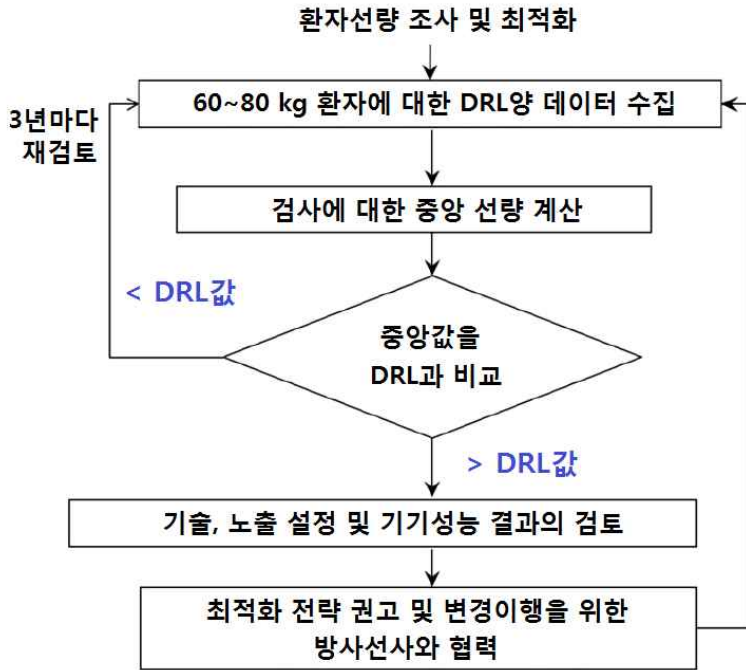 환자선량 조사 및 최적화
60~80 kg 환자에 대한 DRL양 데이터 수집
3년마다
재검토
검사에 대한 중앙 선량 계산
< DRL값
중앙값을
DRL과 비교
> DRL값
기술, 노출 설정 및 기기성능 결과의 검토
최적화 전략 권고 및 변경이행을 위한
방사선사와 협력